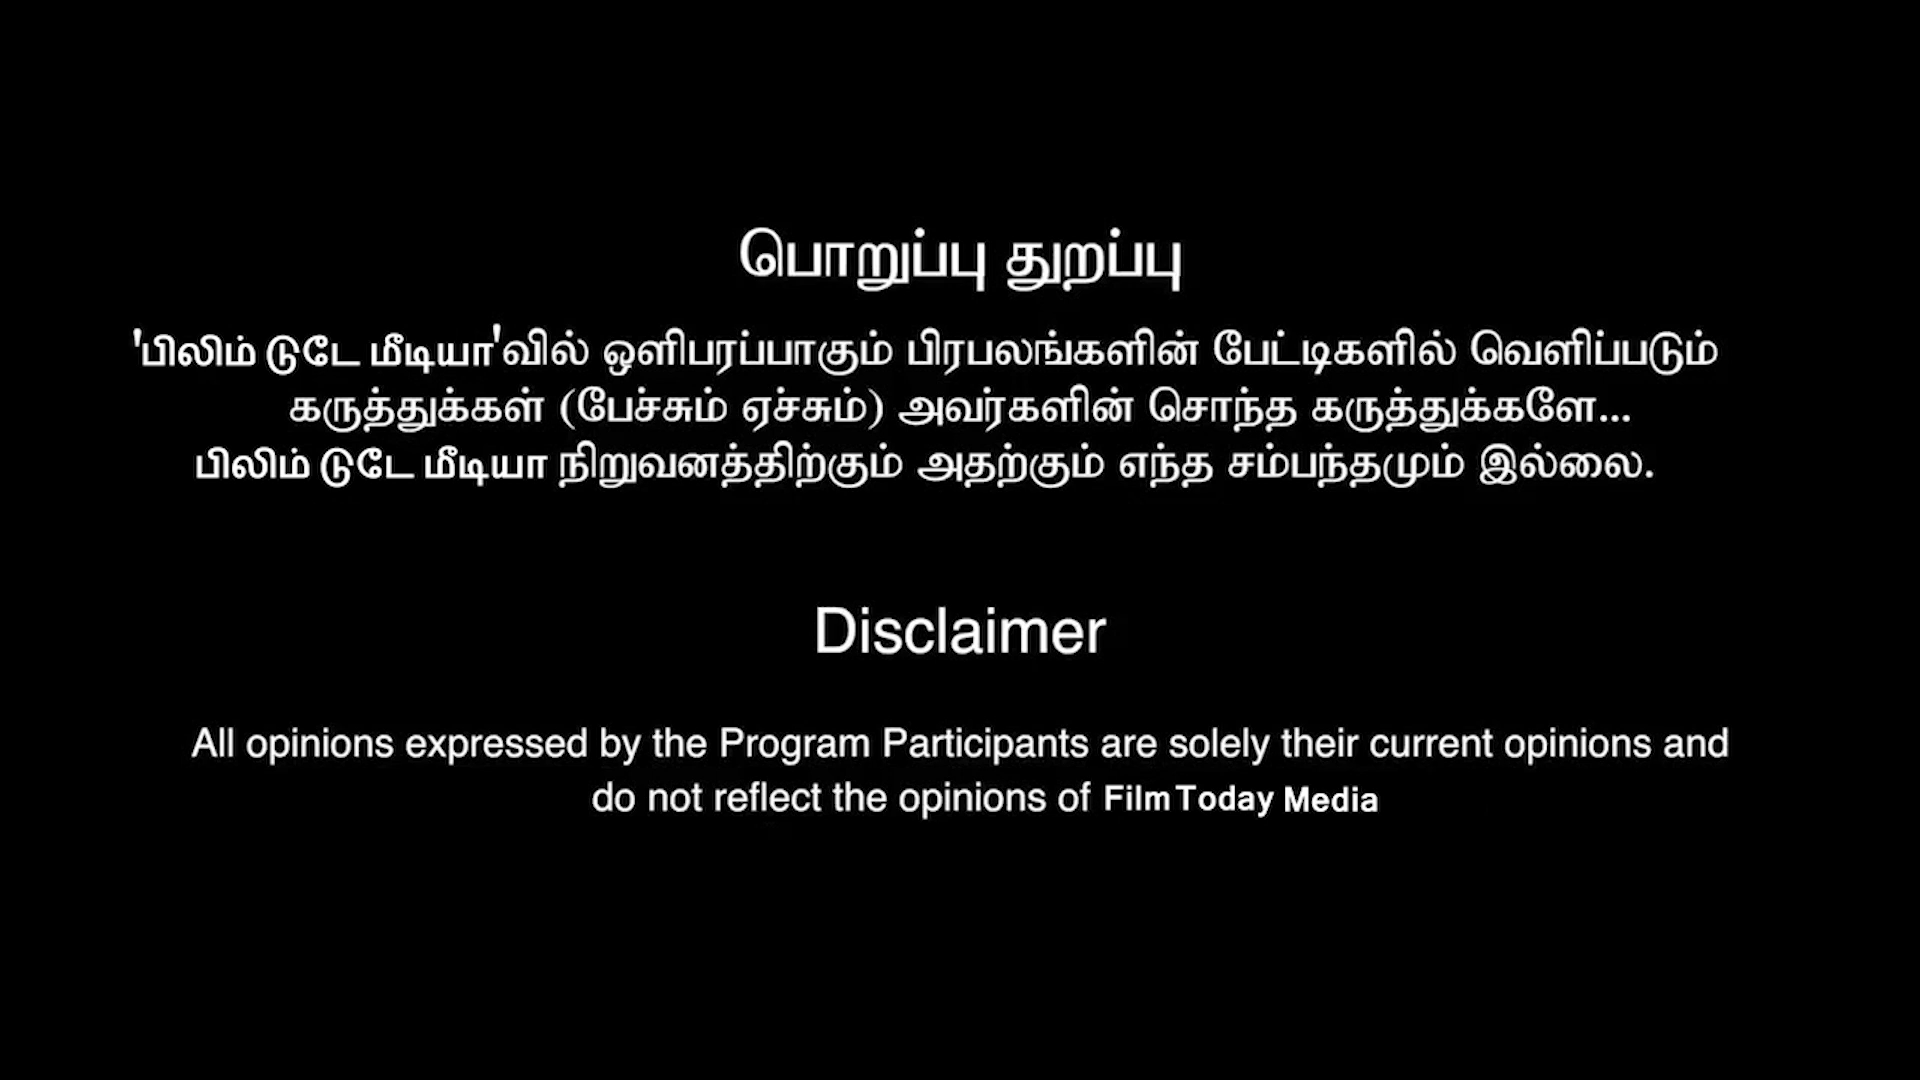 பொறுப்பு துறப்பு
'பிலிம் டுடே மீடியா'வில் ஒளிபரப்பாகும் பிரபலங்களின் பேட்டிகளில் வெளிப்படும்
கருத்துக்கள் (பேச்சும் ஏச்சும்) அவர்களின் சொந்த கருத்துக்களே...
பிலிம் டுடே மீடியா நிறுவனத்திற்கும் அதற்கும் எந்த சம்பந்தமும் இல்லை.
Disclaimer
All opinions expressed by the Program Participants are solely their current opinions and
do not reflect the opinions of Film Today Media